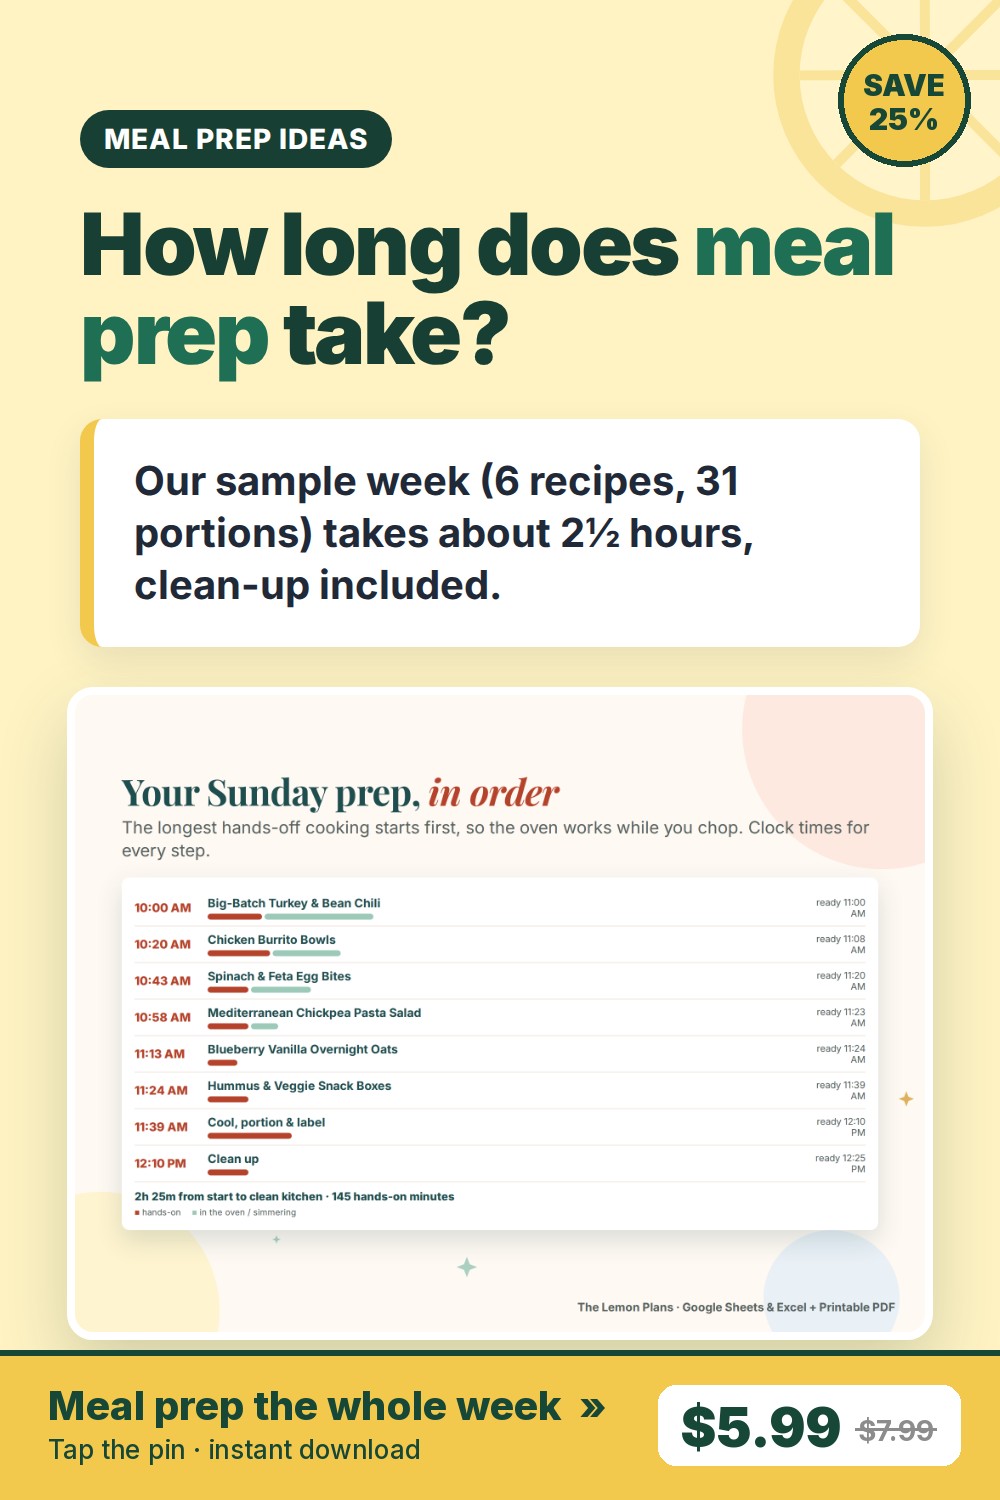 SAVE
25%
MEAL PREP IDEAS
How long does meal
prep take?
Our sample week (6 recipes, 31
portions) takes about 2½ hours,
clean-up included.
Your Sunday prep, in order
The longest hands-off cooking starts first, so the oven works while you chop. Clock times for
every step.
10:00 AM Big-Batch Turkey & Bean Chili ready 11:00
AM
10:20 AM Chicken Burrito Bowls ready 11:08
AM
10:43 AM Spinach & Feta Egg Bites ready 11:20
AM
10:58 AM Mediterranean Chickpea Pasta Salad ready 11:23
AM
11:13 AM Blueberry Vanilla Overnight Oats ready 11:24
AM
11:24 AM Hummus & Veggie Snack Boxes ready 11:39
AM
11:39 AM Cool, portion & label ready 12:10
PM
12:10 PM Clean up ready 12:25
PM
2h 25m from start to clean kitchen · 145 hands-on minutes
hands-on in the oven / simmering
The Lemon Plans · Google Sheets & Excel + Printable PDF
Meal prep the whole week »
Tap the pin · instant download
$5.99 $7.99